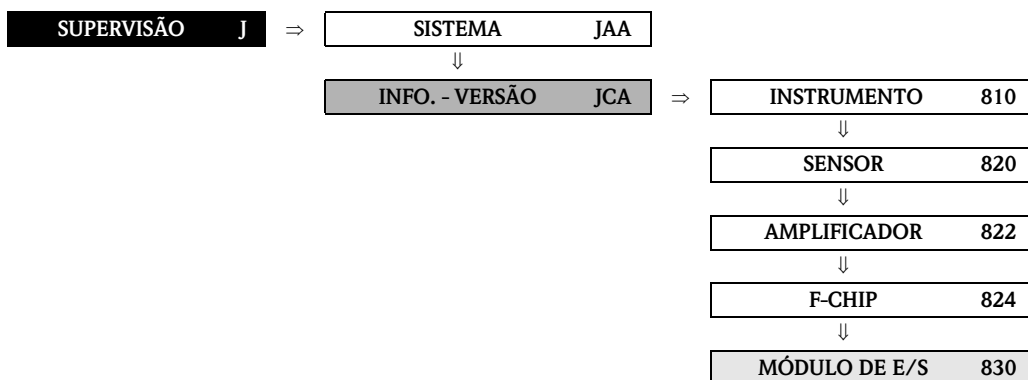 SUPERVISÃO J ⇒ SISTEMA JAA
⇓
INFO. - VERSÃO JCA ⇒ INSTRUMENTO 810
⇓
SENSOR 820
⇓
AMPLIFICADOR 822
⇓
F-CHIP 824
⇓
MÓDULO DE E/S 830